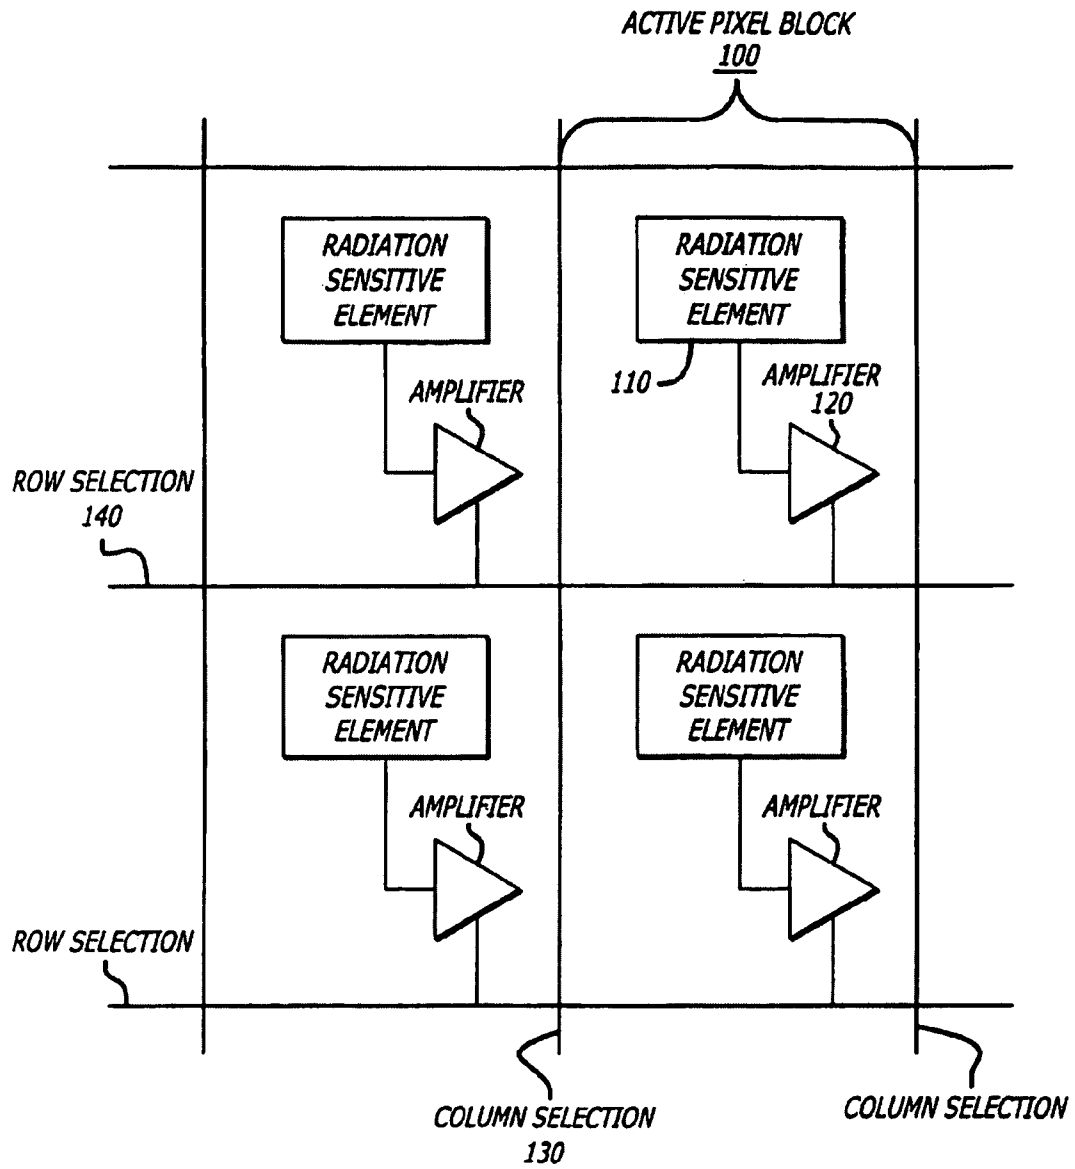 ACTIVE PIXEL BLOCK
100
RADIATION
SENSITIVE
ELEMENT
RADIATION
SENSITIVE
ELEMENT
110
AMPLIFIER
AMPLIFIER
120
ROW SELECTION
140
RADIATION
SENSITIVE
ELEMENT
RADIATION
SENSITIVE
ELEMENT
AMPLIFIER
AMPLIFIER
ROW SELECTION
COLUMN SELECTION
130
COLUMN SELECTION